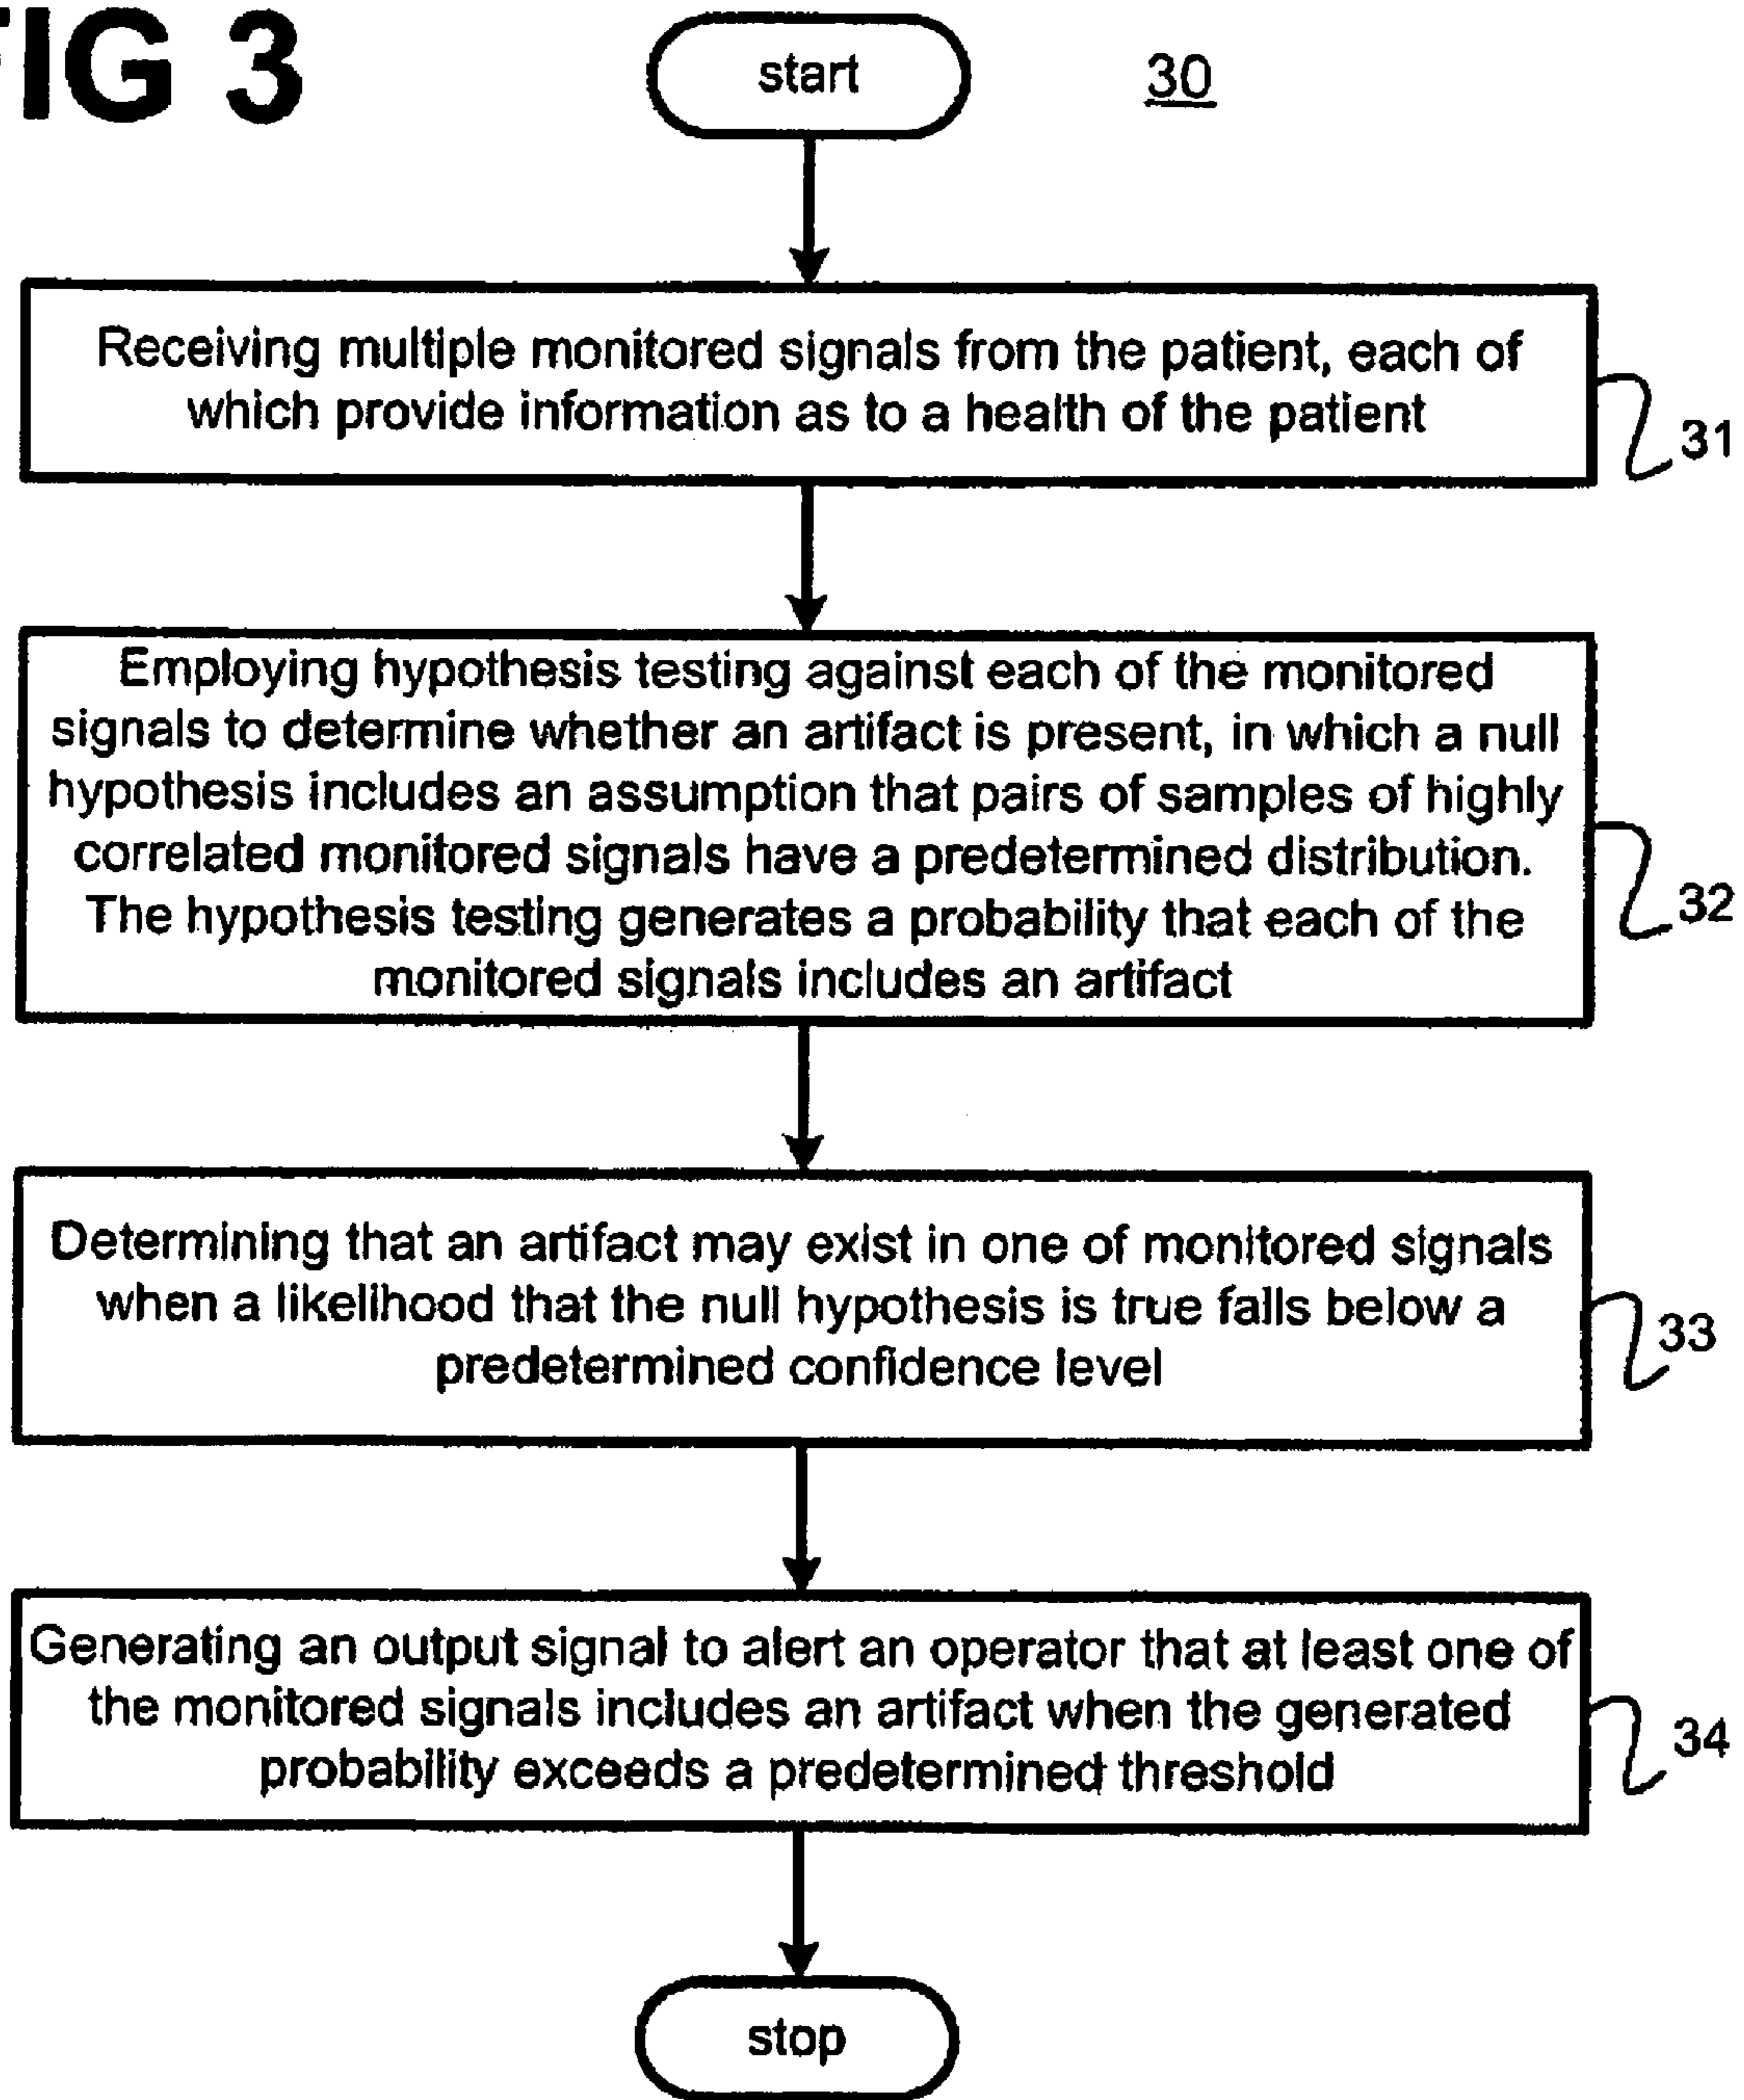 FIG 3
start
30
Receiving multiple monitored signals from the patient, each of
which provide information as to a health of the patient
31
Employing hypothesis testing against each of the monitored
signals to determine whether an artifact is present, in which a null
hypothesis includes an assumption that pairs of samples of highly
correlated monitored signals have a predetermined distribution.
The hypothesis testing generates a probability that each of the
monitored signals includes an artifact
32
Determining that an artifact may exist in one of monitored signals
when a likelihood that the null hypothesis is true falls below a
predetermined confidence level
33
Generating an output signal to alert an operator that at least one of
the monitored signals includes an artifact when the generated
probability exceeds a predetermined threshold
34
stop